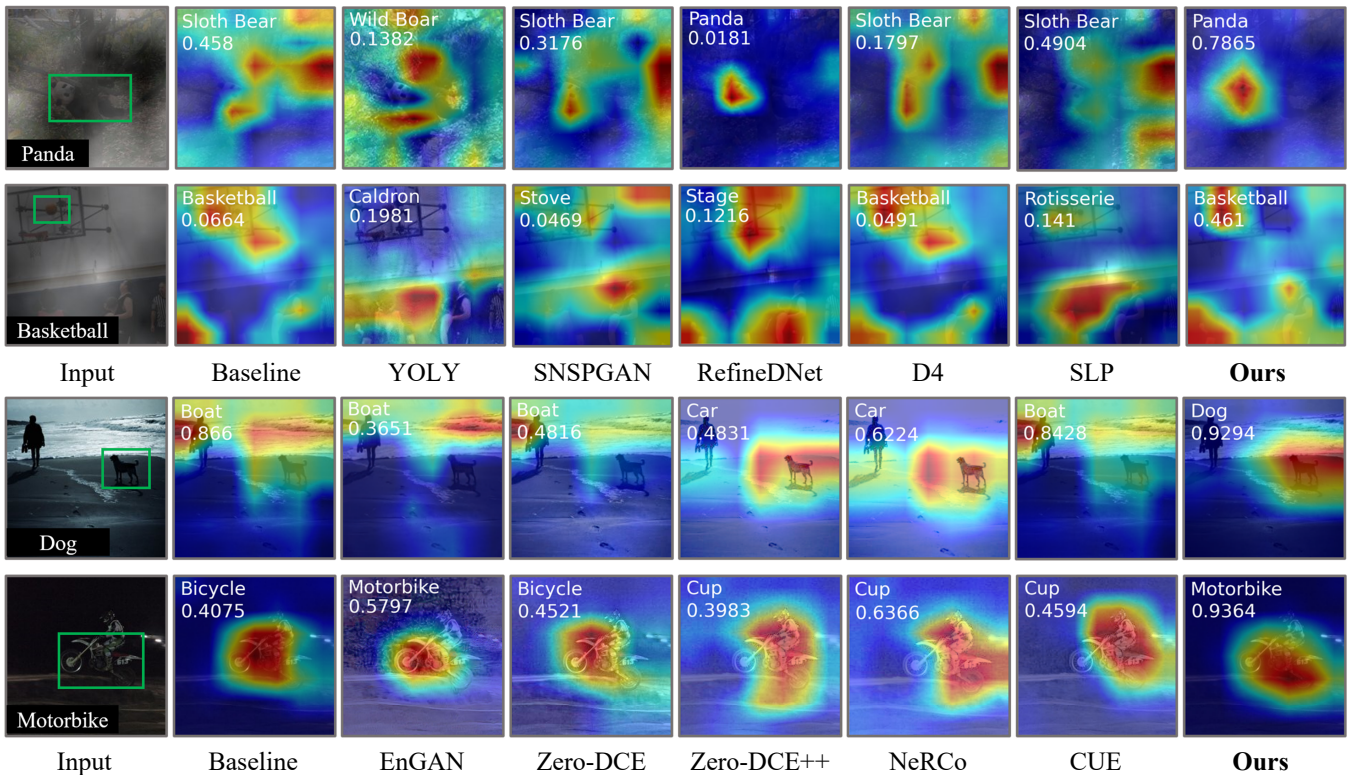 Panda
Sloth Bear
0.458
Wild Boar
0.1382
Sloth Bear
0.3176
Panda
0.0181
Sloth Bear
0.1797
Sloth Bear
0.4904
Panda
0.7865
Basketball
Basketball
0.0664
Caldron
0.1981
Stove
0.0469
Stage
0.1216
Basketball
0.0491
Rotisserie
0.141
Basketball
0.461
Input
Baseline
YOLY
SNSPGAN
RefineDNet
D4
SLP
Ours
Dog
Boat
0.866
Boat
0.3651
Boat
0.4816
Car
0.4831
Car
0.6224
Boat
0.8428
Dog
0.9294
Motorbike
Bicycle
0.4075
Motorbike
0.5797
Bicycle
0.4521
Cup
0.3983
Cup
0.6366
Cup
0.4594
Motorbike
0.9364
Input
Baseline
EnGAN
Zero-DCE
Zero-DCE++
NeRCo
CUE
Ours